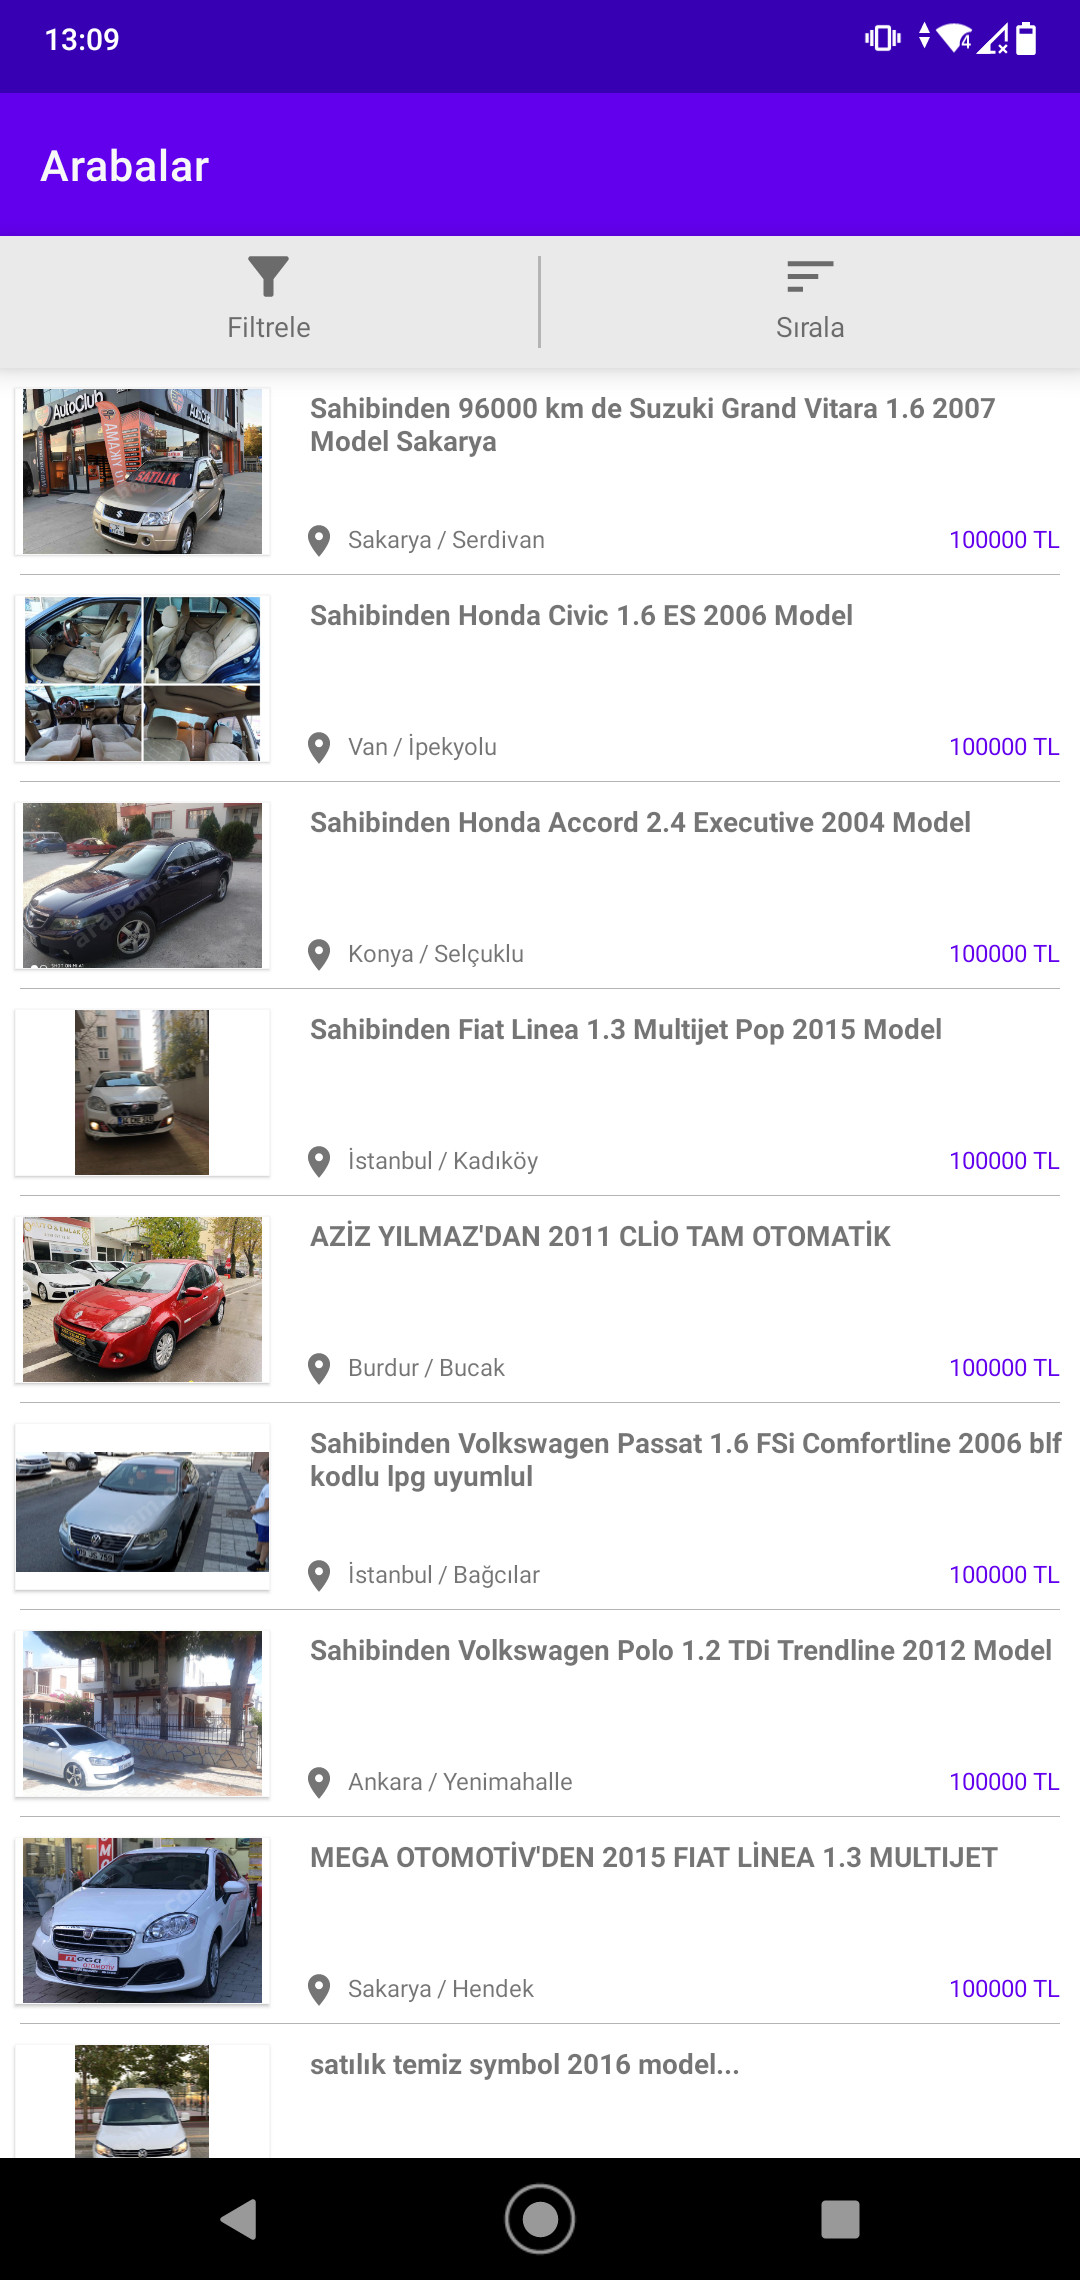 13:09
Arabalar
Filtrele
Sırala
AutoClub
SATILIK
Sahibinden 96000 km de Suzuki Grand Vitara 1.6 2007
Model Sakarya
Sakarya / Serdivan
100000 TL
Sahibinden Honda Civic 1.6 ES 2006 Model
Van / İpekyolu
100000 TL
Sahibinden Honda Accord 2.4 Executive 2004 Model
Konya / Selçuklu
100000 TL
Sahibinden Fiat Linea 1.3 Multijet Pop 2015 Model
İstanbul / Kadıköy
100000 TL
AZİZ YILMAZ'DAN 2011 CLİO TAM OTOMATİK
Burdur / Bucak
100000 TL
Sahibinden Volkswagen Passat 1.6 FSi Comfortline 2006 blf
kodlu lpg uyumlul
İstanbul / Bağcılar
100000 TL
Sahibinden Volkswagen Polo 1.2 TDi Trendline 2012 Model
Ankara / Yenimahalle
100000 TL
mega
OTOMOTİV
MEGA OTOMOTİV'DEN 2015 FIAT LİNEA 1.3 MULTIJET
Sakarya / Hendek
100000 TL
satılık temiz symbol 2016 model...